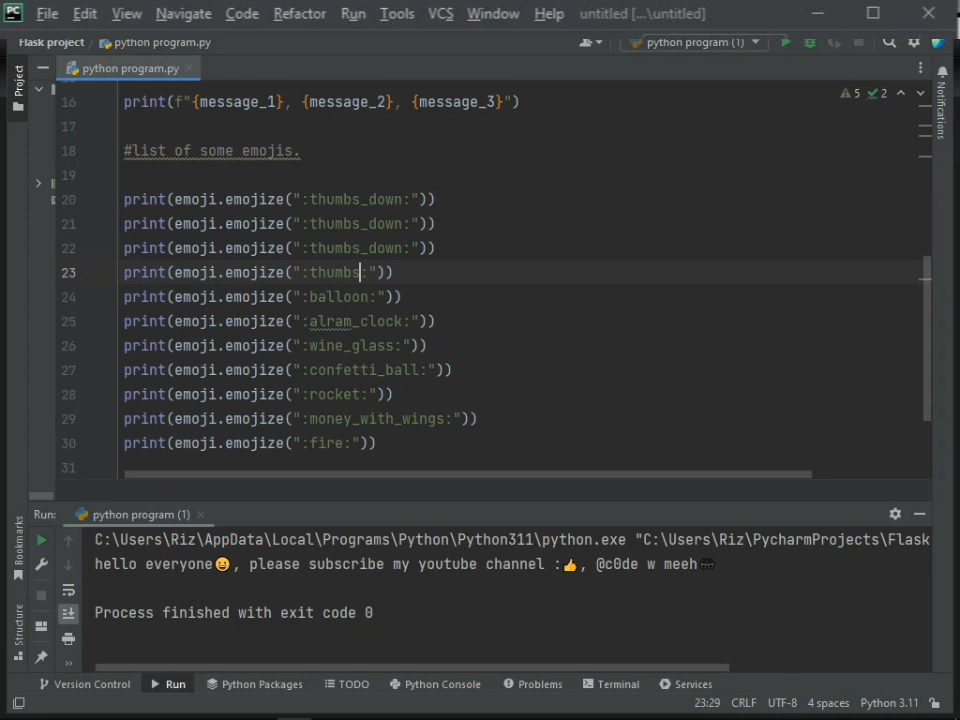 PC File Edit View Navigate Code Refactor Run Tools VCS Window Help untitled [...\untitled]
Flask project python program.py python program (1)
Project
python program.py
Notifications
16 print(f"{message_1}, {message_2}, {message_3}")
5 2
17
18 #list of some emojis.
19
20 print(emoji.emojize(":thumbs_down:"))
21 print(emoji.emojize(":thumbs_down:"))
22 print(emoji.emojize(":thumbs_down:"))
23 print(emoji.emojize(":thumbs:"))
24 print(emoji.emojize(":balloon:"))
25 print(emoji.emojize(":alram_clock:"))
26 print(emoji.emojize(":wine_glass:"))
27 print(emoji.emojize(":confetti_ball:"))
28 print(emoji.emojize(":rocket:"))
29 print(emoji.emojize(":money_with_wings:"))
30 print(emoji.emojize(":fire:"))
31
Run: python program (1)
Bookmarks
Structure
C:\Users\Riz\AppData\Local\Programs\Python\Python311\python.exe "C:\Users\Riz\PycharmProjects\Flask
hello everyone😃, please subscribe my youtube channel :👍, @c0de w meeh🕶
Process finished with exit code 0
Version Control Run Python Packages TODO Python Console Problems Terminal Services
23:29 CRLF UTF-8 4 spaces Python 3.11